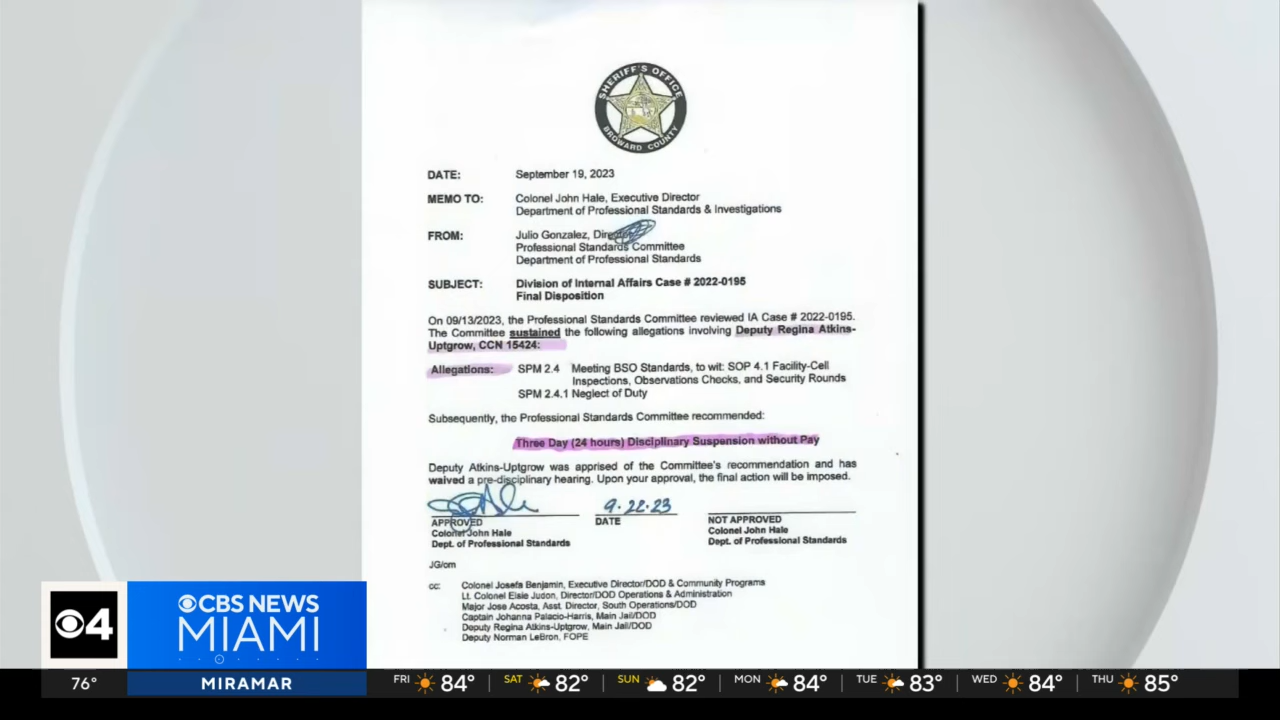 SHERIFF'S OFFICE
BROWARD COUNTY
DATE: September 19, 2023
MEMO TO: Colonel John Hale, Executive Director
Department of Professional Standards & Investigations
FROM: Julio Gonzalez,
Professional Standards Committee
Department of Professional Standards
SUBJECT: Division of Internal Affairs Case # 2022-0195
Final Disposition
On 09/13/2023, the Professional Standards Committee reviewed IA Case # 2022-0195.
The Committee sustained the following allegations involving Deputy Regina Atkins-
Uptgrow, CCN 15424:
Allegations: SPM 2.4 Meeting BSO Standards, to wit: SOP 4.1 Facility-Cell
Inspections, Observations Checks, and Security Rounds
SPM 2.4.1 Neglect of Duty
Subsequently, the Professional Standards Committee recommended:
Three Day (24 hours) Disciplinary Suspension without Pay
Deputy Atkins-Uptgrow was apprised of the Committee's recommendation and has
waived a pre-disciplinary hearing. Upon your approval, the final action will be imposed.
9.22.23
APPROVED DATE NOT APPROVED
Colonel John Hale Colonel John Hale
Dept. of Professional Standards Dept. of Professional Standards
JG/om
cc: Colonel Josefa Benjamin, Executive Director/DOD & Community Programs
Lt. Colonel Elsie Judon, Director/DOD Operations & Administration
Major Jose Acosta, Asst. Director, South Operations/DOD
Captain Johanna Palacio-Harris, Main Jail/DOD
Deputy Regina Atkins-Uptgrow, Main Jail/DOD
Deputy Norman LeBron, FOPE
4 CBS NEWS
MIAMI
76° MIRAMAR FRI 84° SAT 82° SUN 82° MON 84° TUE 83° WED 84° THU 85°